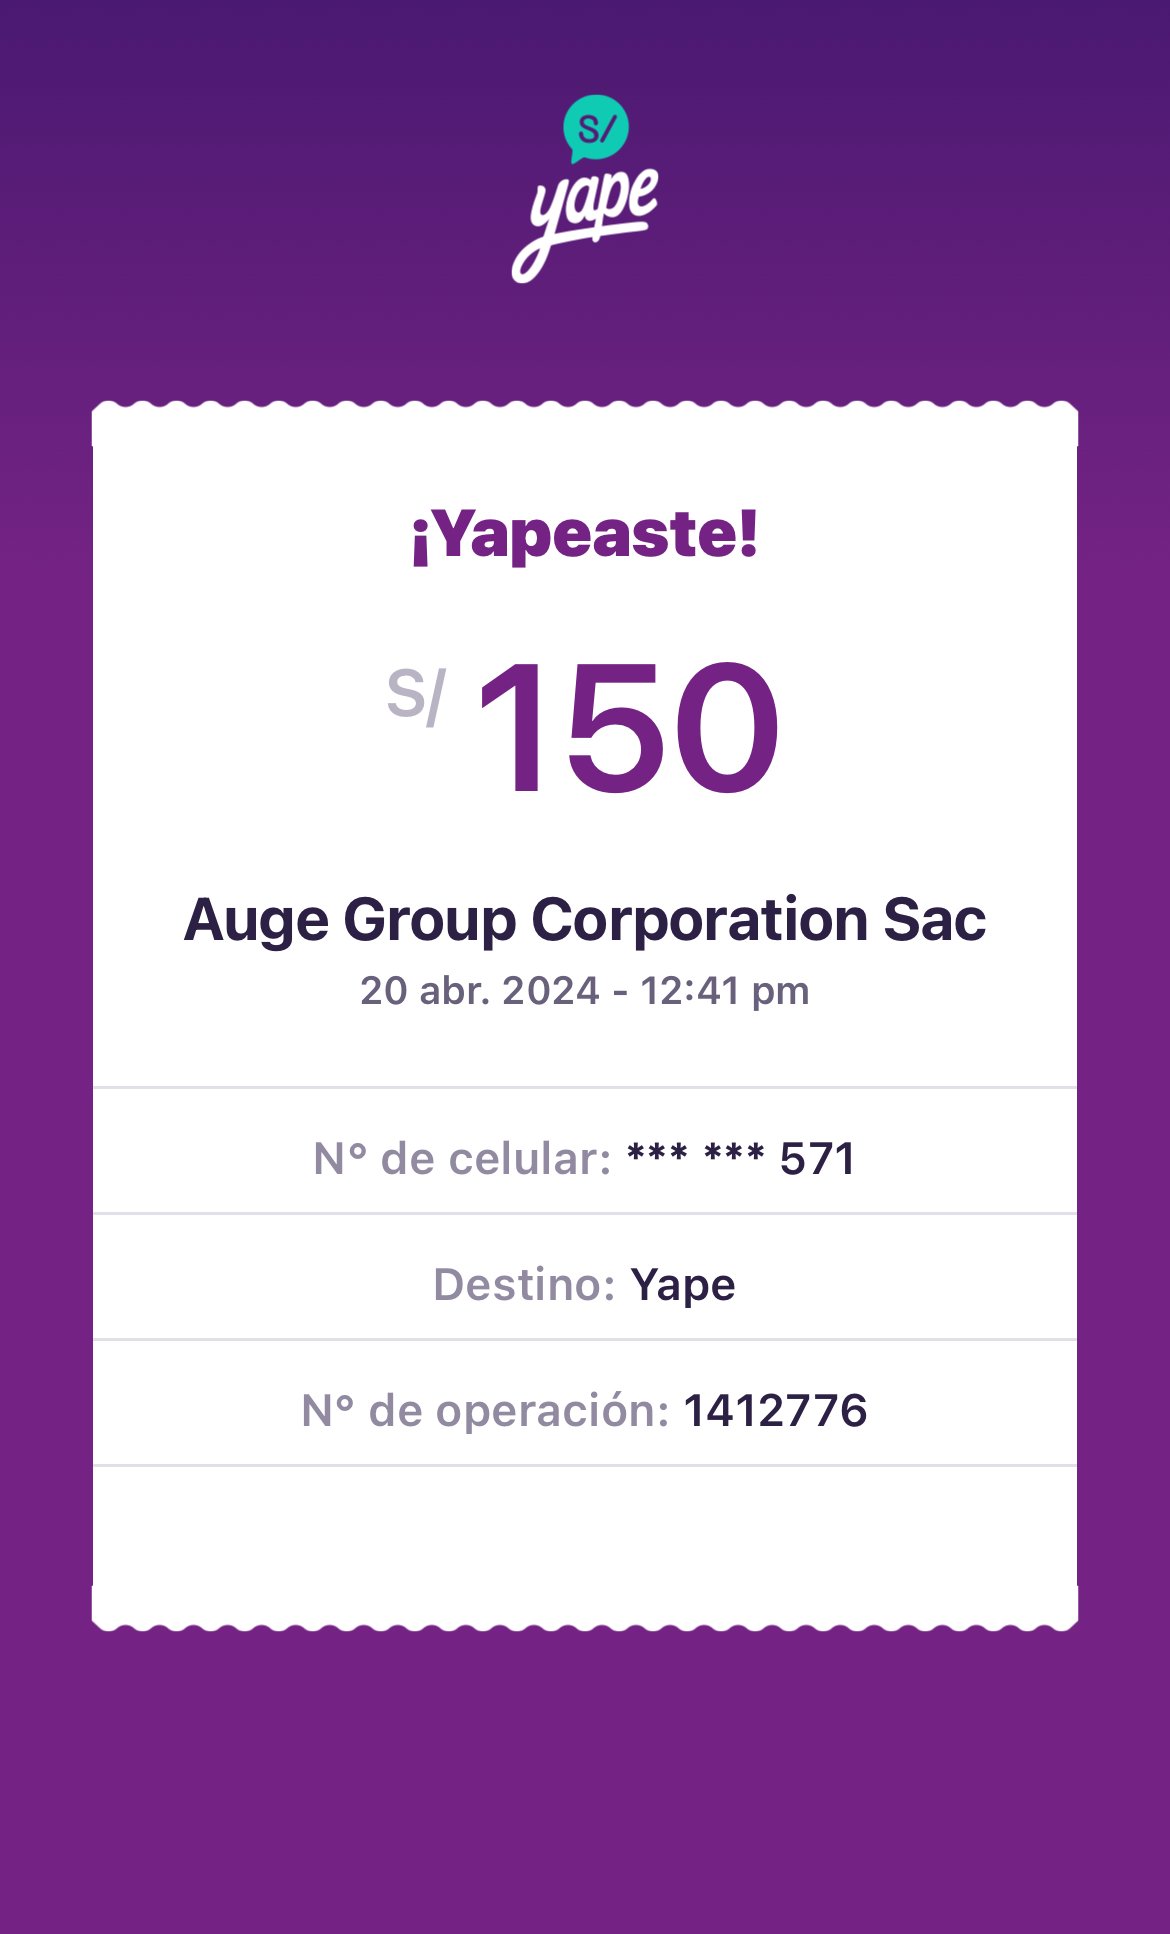 S/
yape
¡Yapeaste!
S/ 150
Auge Group Corporation Sac
20 abr. 2024 - 12:41 pm
N° de celular: *** *** 571
Destino: Yape
N° de operación: 1412776